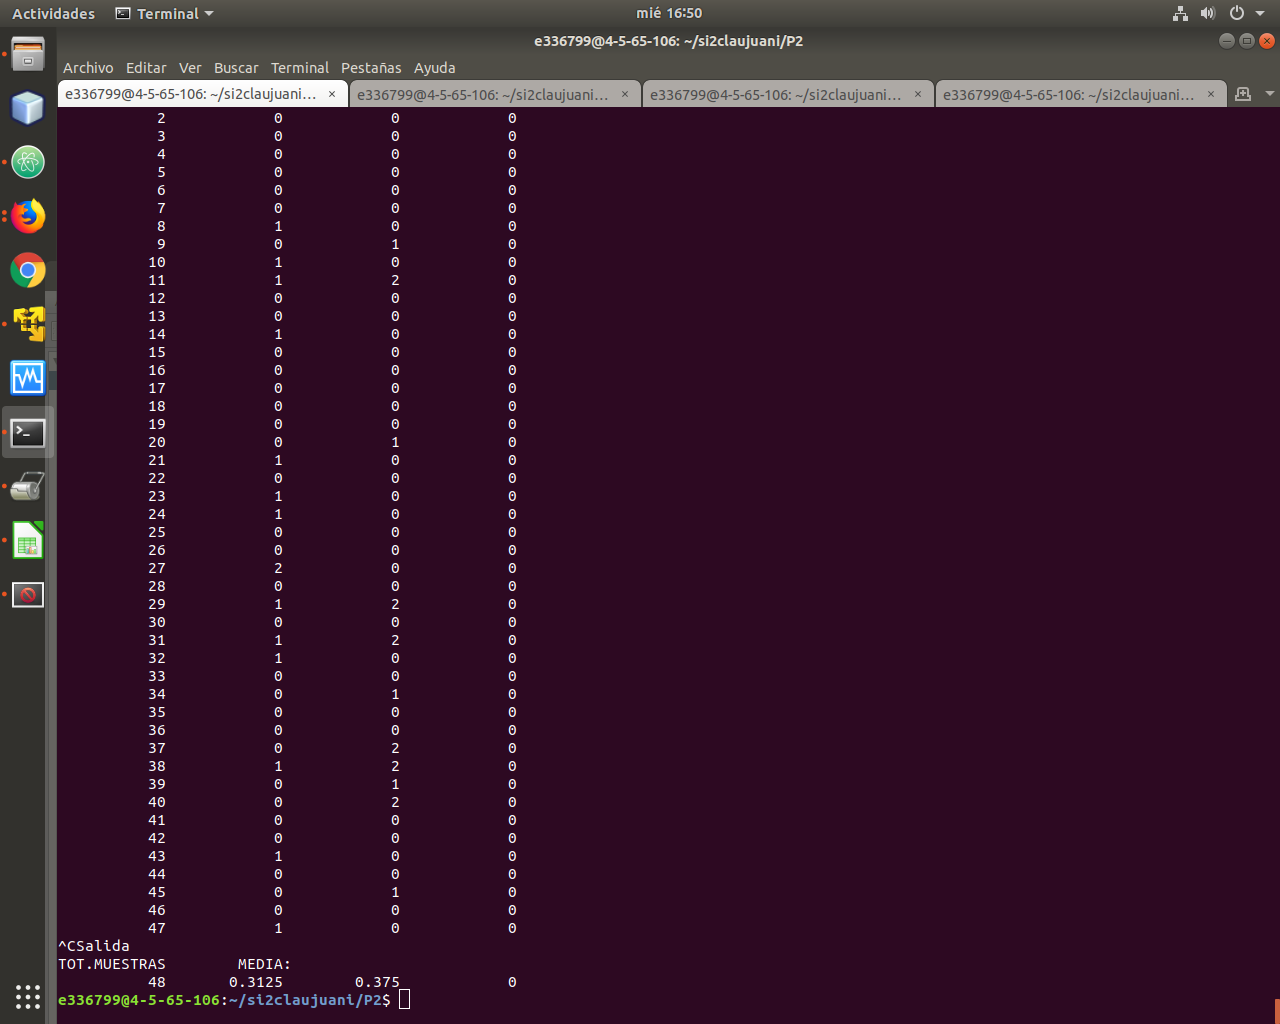 Actividades Terminal mié 16:50
e336799@4-5-65-106: ~/si2claujuani/P2
Archivo Editar Ver Buscar Terminal Pestañas Ayuda
e336799@4-5-65-106: ~/si2claujuani… × e336799@4-5-65-106: ~/si2claujuani… × e336799@4-5-65-106: ~/si2claujuani… × e336799@4-5-65-106: ~/si2claujuani… ×
2 0 0 0
3 0 0 0
4 0 0 0
5 0 0 0
6 0 0 0
7 0 0 0
8 1 0 0
9 0 1 0
10 1 0 0
11 1 2 0
12 0 0 0
13 0 0 0
14 1 0 0
15 0 0 0
16 0 0 0
17 0 0 0
18 0 0 0
19 0 0 0
20 0 1 0
21 1 0 0
22 0 0 0
23 1 0 0
24 1 0 0
25 0 0 0
26 0 0 0
27 2 0 0
28 0 0 0
29 1 2 0
30 0 0 0
31 1 2 0
32 1 0 0
33 0 0 0
34 0 1 0
35 0 0 0
36 0 0 0
37 0 2 0
38 1 2 0
39 0 1 0
40 0 2 0
41 0 0 0
42 0 0 0
43 1 0 0
44 0 0 0
45 0 1 0
46 0 0 0
47 1 0 0
^CSalida
TOT.MUESTRAS MEDIA:
48 0.3125 0.375 0
e336799@4-5-65-106:~/si2claujuani/P2$